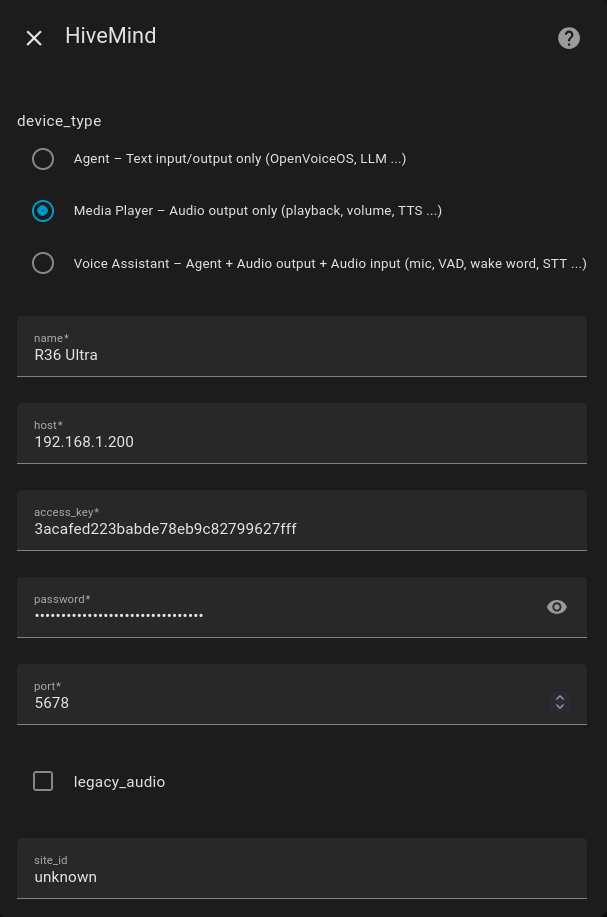 HiveMind
device_type
Agent – Text input/output only (OpenVoiceOS, LLM ...)
Media Player – Audio output only (playback, volume, TTS ...)
Voice Assistant – Agent + Audio output + Audio input (mic, VAD, wake word, STT ...)
name*
R36 Ultra
host*
192.168.1.200
access_key*
3acafed223babde78eb9c82799627fff
password*
••••••••••••••••••••••••••••••••
port*
5678
legacy_audio
site_id
unknown